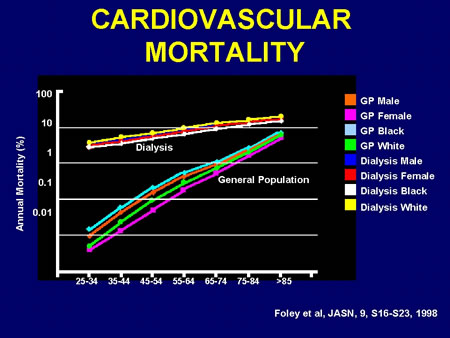 CARDIOVASCULAR
MORTALITY
100
10
1
0.1
0.01
Annual Mortality (%)
Dialysis
General Population
25-34 35-44 45-54 55-64 65-74 75-84 >85
GP Male
GP Female
GP Black
GP White
Dialysis Male
Dialysis Female
Dialysis Black
Dialysis White
Foley et al, JASN, 9, S16-S23, 1998